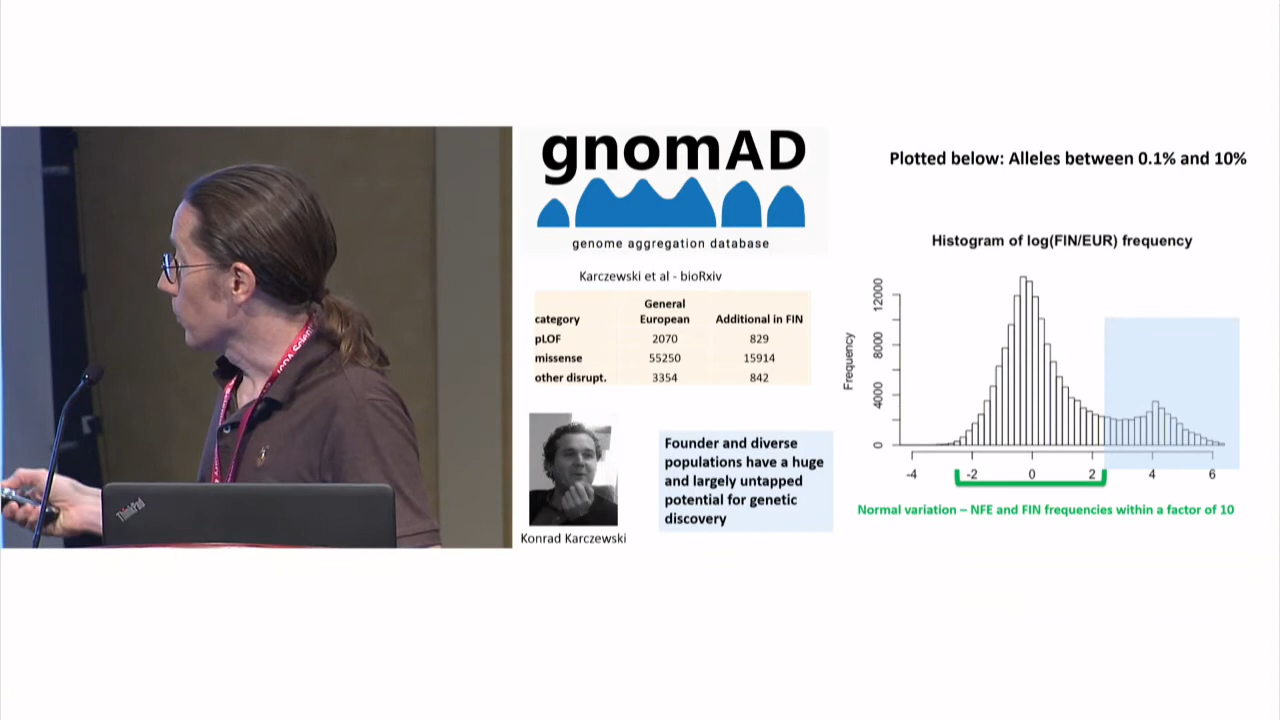 gnomAD
genome aggregation database
Karczewski et al - bioRxiv
category General European Additional in FIN
pLOF 2070 829
missense 55250 15914
other disrupt. 3354 842
Konrad Karczewski
Founder and diverse
populations have a huge
and largely untapped
potential for genetic
discovery
Plotted below: Alleles between 0.1% and 10%
Histogram of log(FIN/EUR) frequency
Frequency
12000
8000
4000
0
-4 -2 0 2 4 6
Normal variation – NFE and FIN frequencies within a factor of 10
ThinkPad